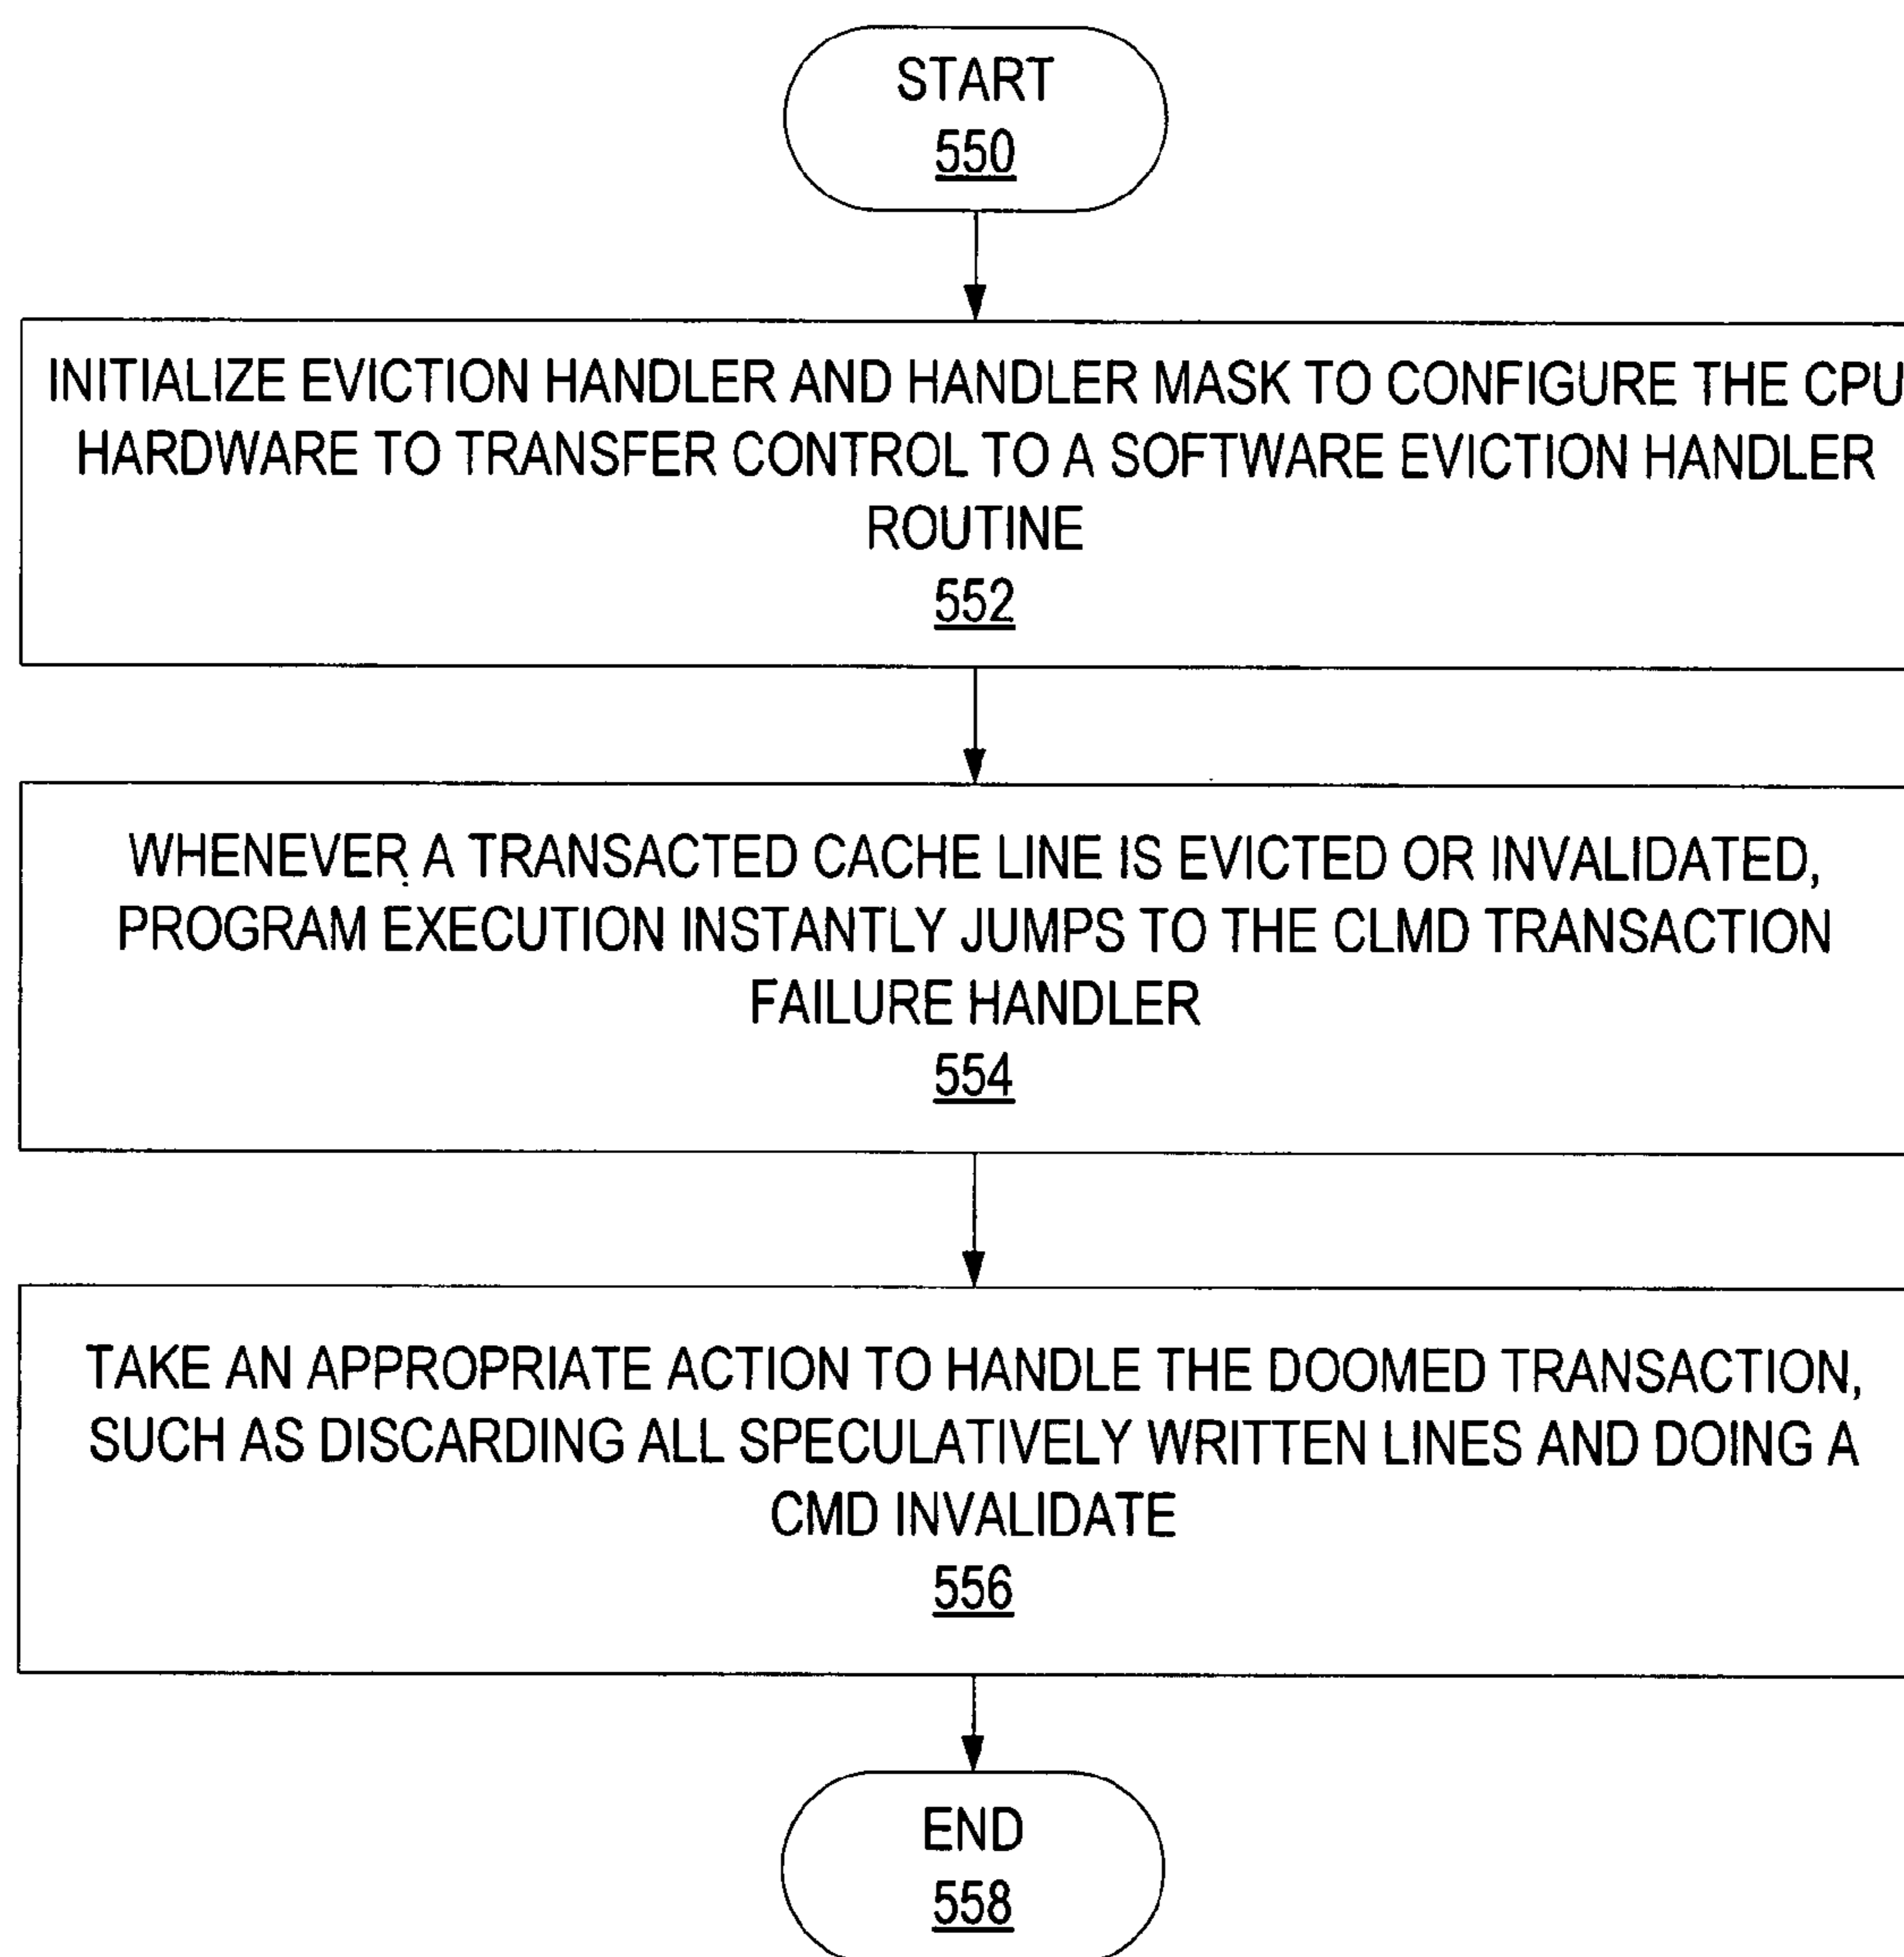 START
550
INITIALIZE EVICTION HANDLER AND HANDLER MASK TO CONFIGURE THE CPU
HARDWARE TO TRANSFER CONTROL TO A SOFTWARE EVICTION HANDLER
ROUTINE
552
WHENEVER A TRANSACTED CACHE LINE IS EVICTED OR INVALIDATED,
PROGRAM EXECUTION INSTANTLY JUMPS TO THE CLMD TRANSACTION
FAILURE HANDLER
554
TAKE AN APPROPRIATE ACTION TO HANDLE THE DOOMED TRANSACTION,
SUCH AS DISCARDING ALL SPECULATIVELY WRITTEN LINES AND DOING A
CMD INVALIDATE
556
END
558